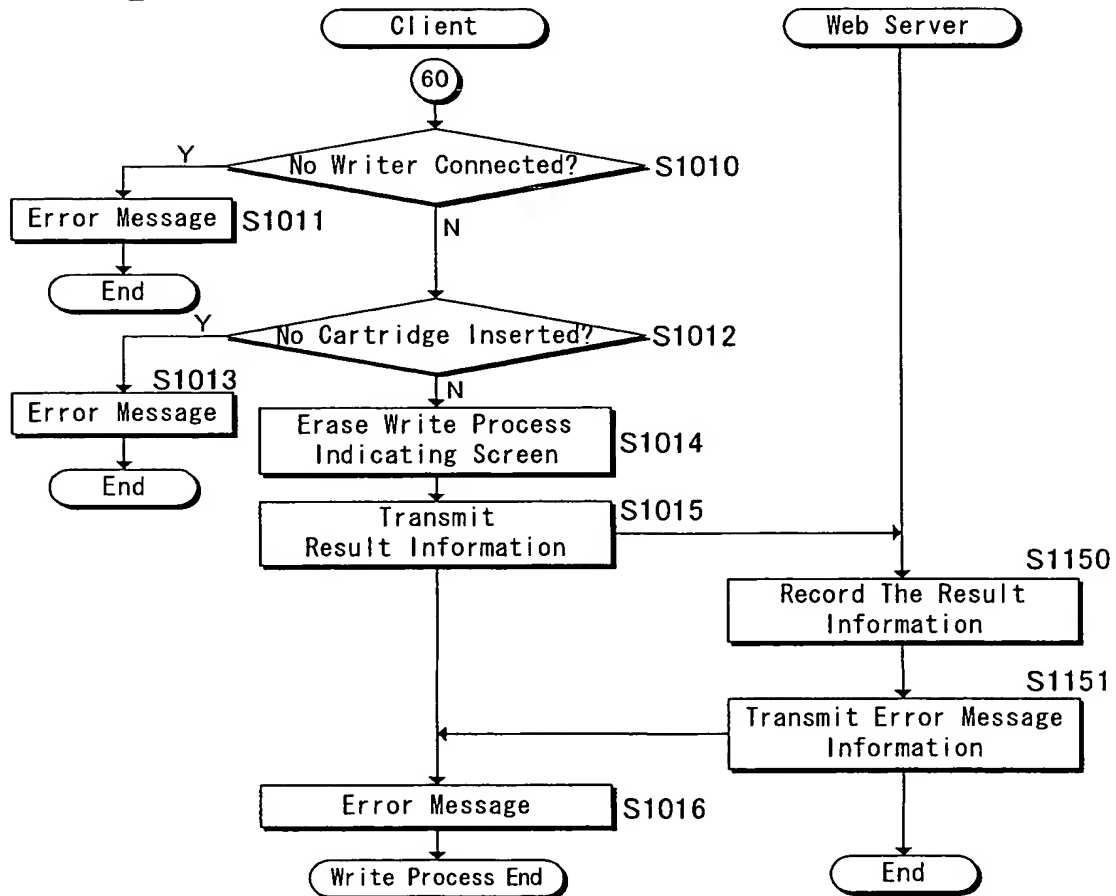 Client
Web Server
60
No Writer Connected?
S1010
Y
Error Message
S1011
N
End
No Cartridge Inserted?
S1012
Y
S1013
Error Message
N
Erase Write Process
Indicating Screen
S1014
End
Transmit
Result Information
S1015
S1150
Record The Result
Information
S1151
Transmit Error Message
Information
Error Message
S1016
Write Process End
End